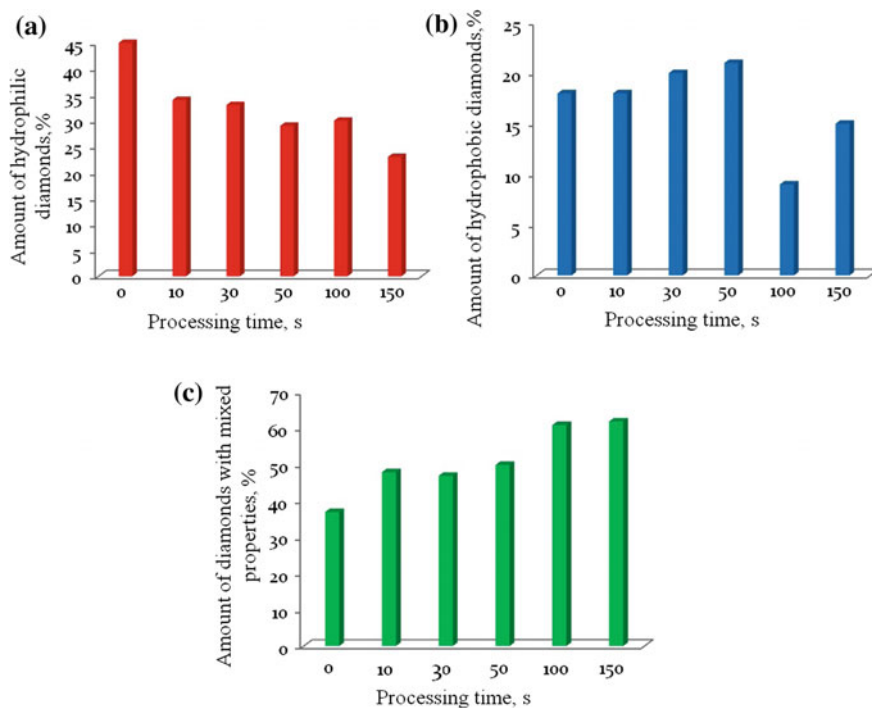 (a)
Amount of hydrophilic
diamonds,%
45
40
35
30
25
20
15
10
5
0
0 10 30 50 100 150
Processing time, s
(b)
Amount of hydrophobic diamonds,%
25
20
15
10
5
0
0 10 30 50 100 150
Processing time, s
(c)
Amount of diamonds with mixed
properties, %
70
60
50
40
30
20
10
0
0 10 30 50 100 150
Processing time, s